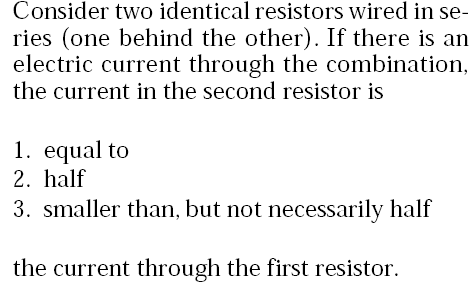 Consider two identical resistors wired in se-
ries (one behind the other). If there is an
electric current through the combination,
the current in the second resistor is
1. equal to
2. half
3. smaller than, but not necessarily half
the current through the first resistor.